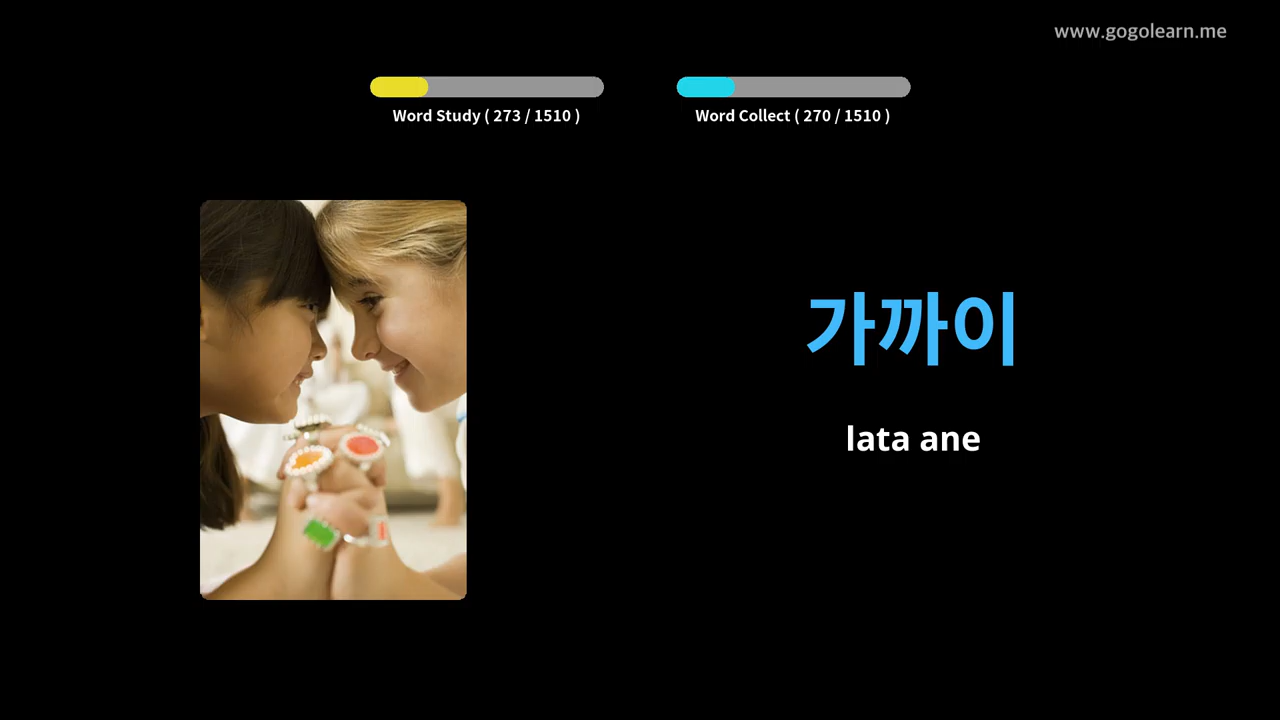 www.gogolearn.me
Word Study ( 273 / 1510 )
Word Collect ( 270 / 1510 )
가까이
lata ane